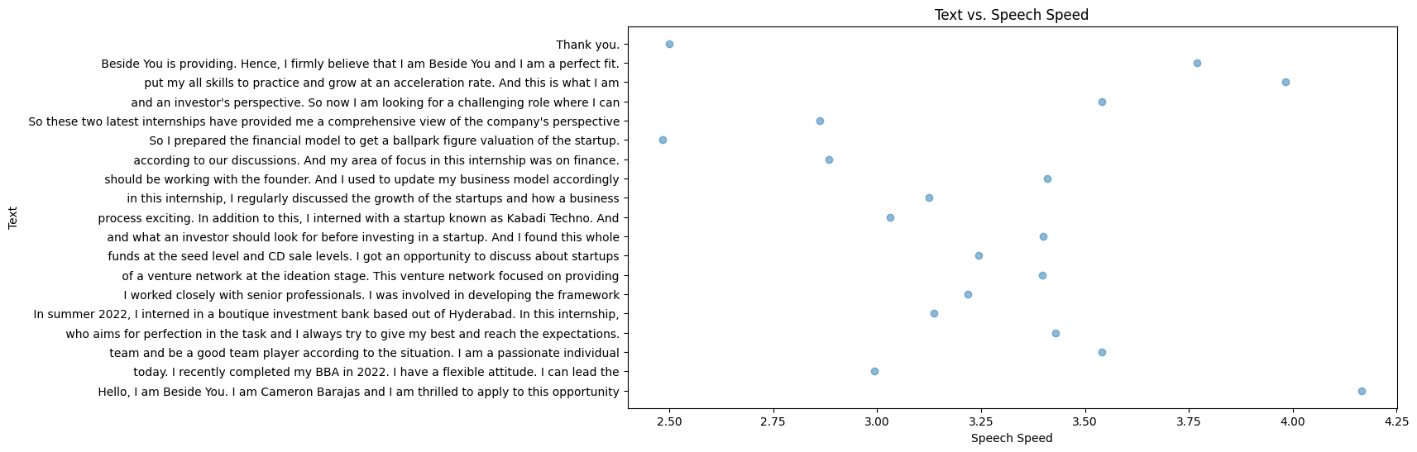 Text vs. Speech Speed
Thank you.
Beside You is providing. Hence, I firmly believe that I am Beside You and I am a perfect fit.
put my all skills to practice and grow at an acceleration rate. And this is what I am
and an investor's perspective. So now I am looking for a challenging role where I can
So these two latest internships have provided me a comprehensive view of the company's perspective
So I prepared the financial model to get a ballpark figure valuation of the startup.
according to our discussions. And my area of focus in this internship was on finance.
should be working with the founder. And I used to update my business model accordingly
in this internship, I regularly discussed the growth of the startups and how a business
process exciting. In addition to this, I interned with a startup known as Kabadi Techno. And
and what an investor should look for before investing in a startup. And I found this whole
funds at the seed level and CD sale levels. I got an opportunity to discuss about startups
of a venture network at the ideation stage. This venture network focused on providing
I worked closely with senior professionals. I was involved in developing the framework
In summer 2022, I interned in a boutique investment bank based out of Hyderabad. In this internship,
who aims for perfection in the task and I always try to give my best and reach the expectations.
team and be a good team player according to the situation. I am a passionate individual
today. I recently completed my BBA in 2022. I have a flexible attitude. I can lead the
Hello, I am Beside You. I am Cameron Barajas and I am thrilled to apply to this opportunity
Text
2.50 2.75 3.00 3.25 3.50 3.75 4.00 4.25
Speech Speed